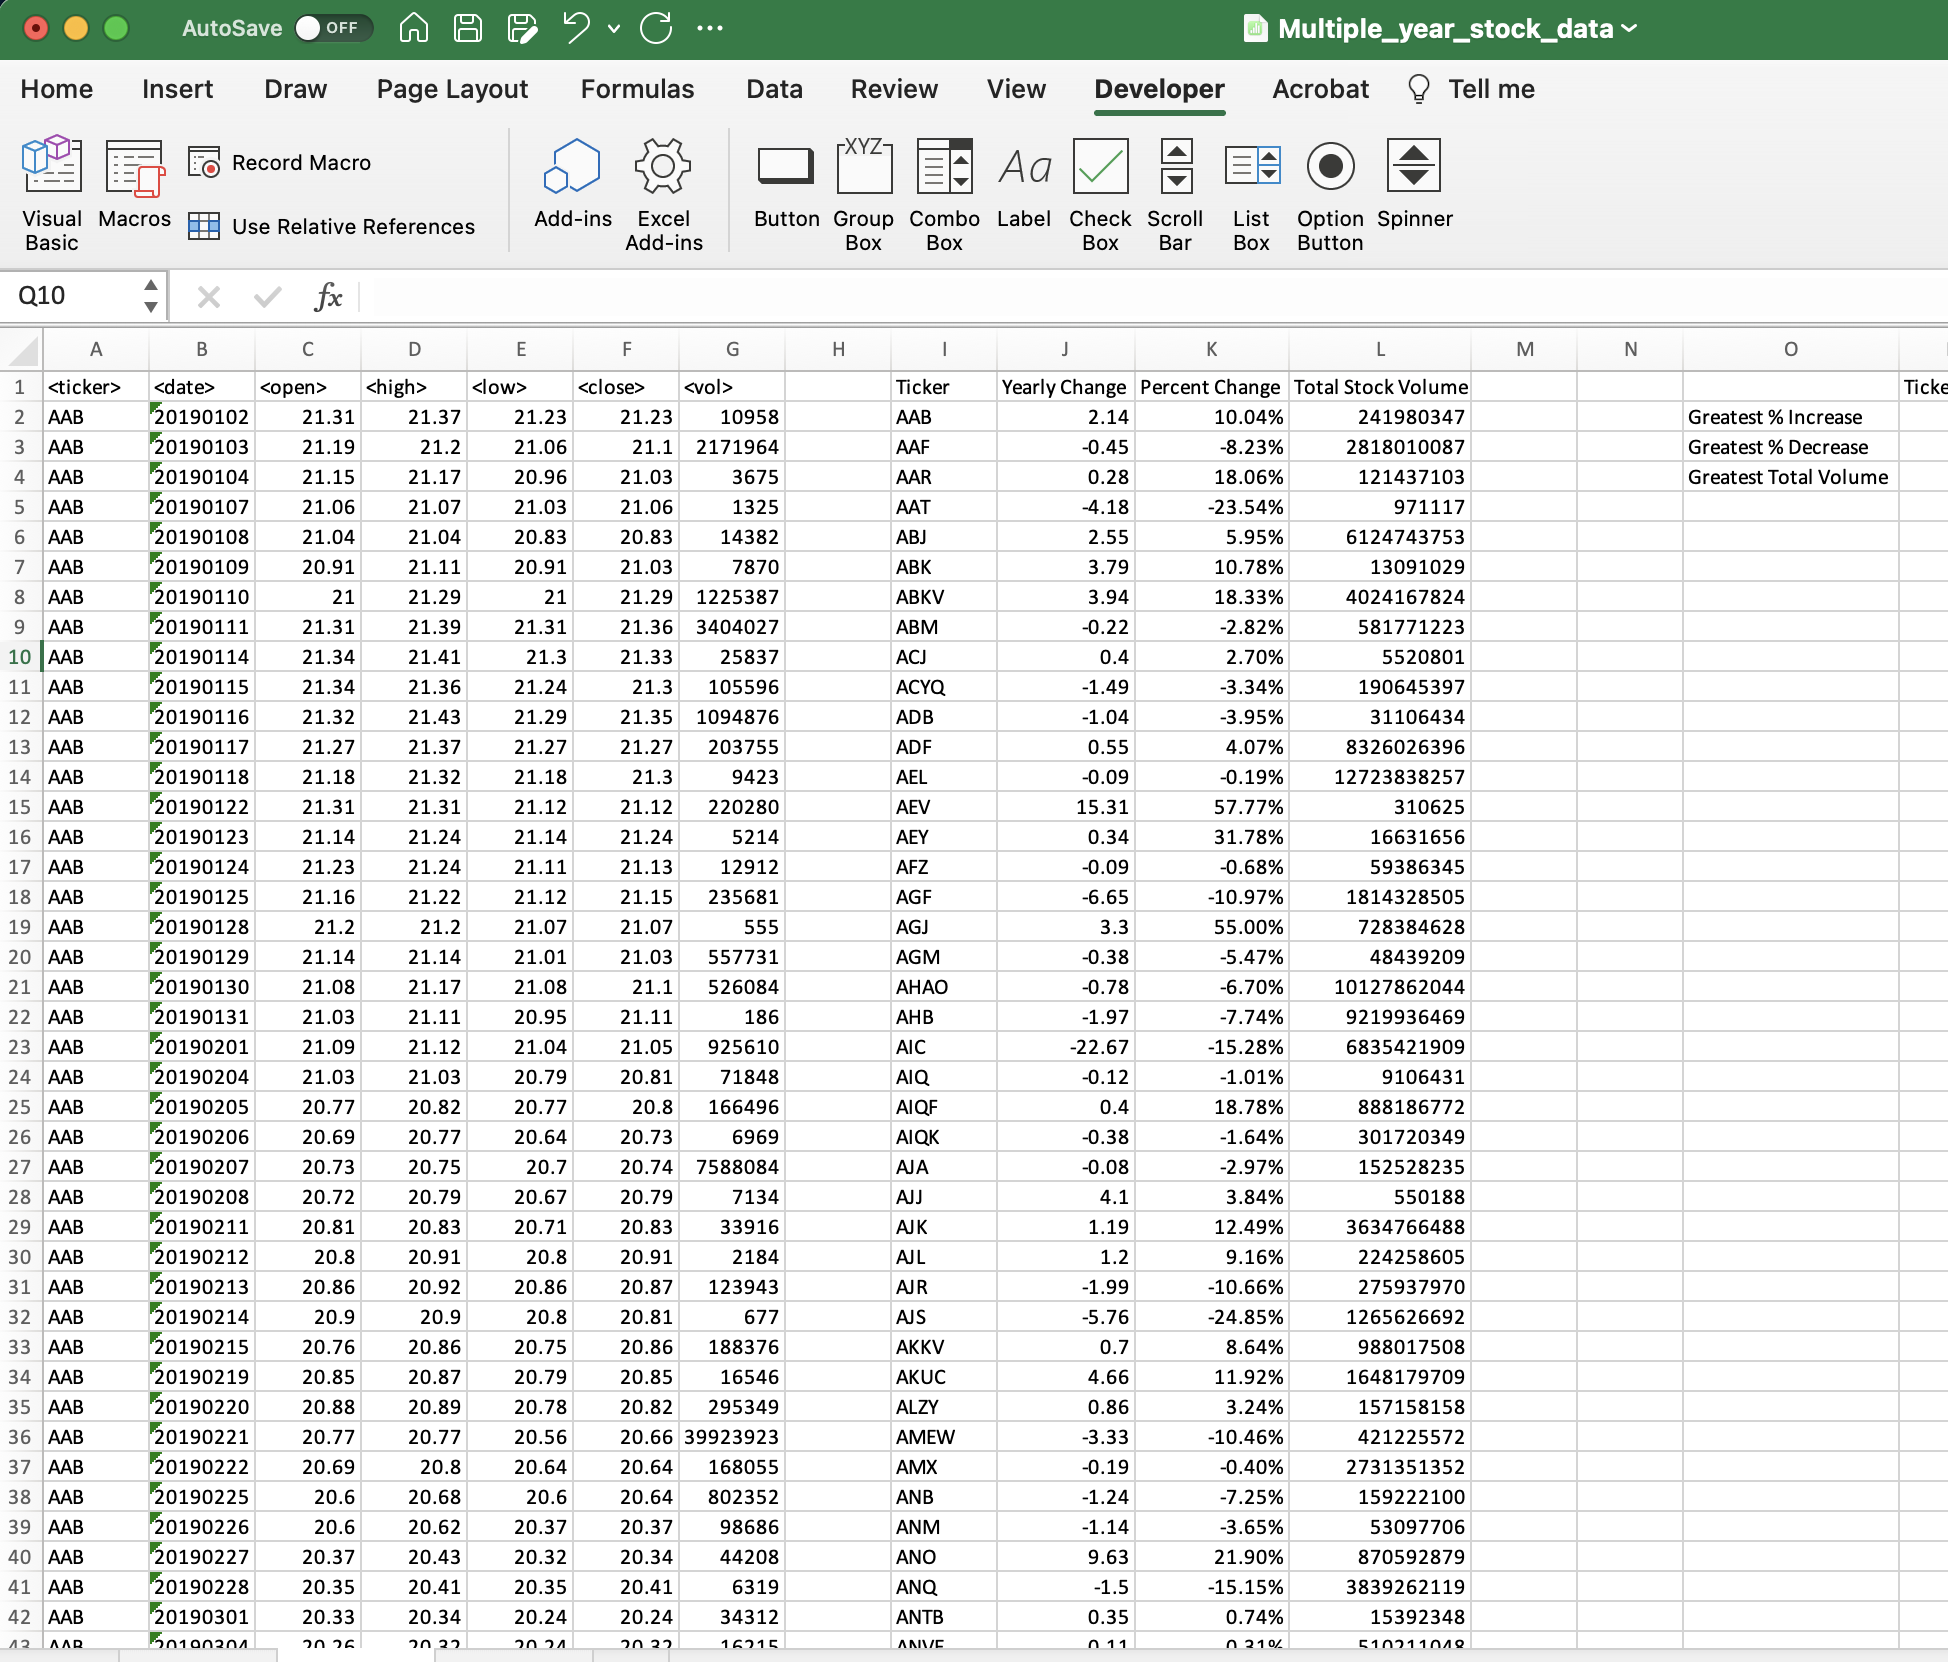 AutoSave OFF Multiple_year_stock_data
Home Insert Draw Page Layout Formulas Data Review View Developer Acrobat Tell me
Visual Basic Macros Record Macro Use Relative References Add-ins Excel Add-ins Button Group Box XYZ Combo Box Aa Label Check Box Scroll Bar List Box Option Button Spinner
Q10 fx
A B C D E F G H I J K L M N O
1 <ticker> <date> <open> <high> <low> <close> <vol> Ticker Yearly Change Percent Change Total Stock Volume
2 AAB 20190102 21.31 21.37 21.23 21.23 10958 AAB 2.14 10.04% 241980347 Greatest % Increase
3 AAB 20190103 21.19 21.2 21.06 21.1 2171964 AAF -0.45 -8.23% 2818010087 Greatest % Decrease
4 AAB 20190104 21.15 21.17 20.96 21.03 3675 AAR 0.28 18.06% 121437103 Greatest Total Volume
5 AAB 20190107 21.06 21.07 21.03 21.06 1325 AAT -4.18 -23.54% 971117
6 AAB 20190108 21.04 21.04 20.83 20.83 14382 ABJ 2.55 5.95% 6124743753
7 AAB 20190109 20.91 21.11 20.91 21.03 7870 ABK 3.79 10.78% 13091029
8 AAB 20190110 21 21.29 21 21.29 1225387 ABKV 3.94 18.33% 4024167824
9 AAB 20190111 21.31 21.39 21.31 21.36 3404027 ABM -0.22 -2.82% 581771223
10 AAB 20190114 21.34 21.41 21.3 21.33 25837 ACJ 0.4 2.70% 5520801
11 AAB 20190115 21.34 21.36 21.24 21.3 105596 ACYQ -1.49 -3.34% 190645397
12 AAB 20190116 21.32 21.43 21.29 21.35 1094876 ADB -1.04 -3.95% 31106434
13 AAB 20190117 21.27 21.37 21.27 21.27 203755 ADF 0.55 4.07% 8326026396
14 AAB 20190118 21.18 21.32 21.18 21.3 9423 AEL -0.09 -0.19% 12723838257
15 AAB 20190122 21.31 21.31 21.12 21.12 220280 AEV 15.31 57.77% 310625
16 AAB 20190123 21.14 21.24 21.14 21.24 5214 AEY 0.34 31.78% 16631656
17 AAB 20190124 21.23 21.24 21.11 21.13 12912 AFZ -0.09 -0.68% 59386345
18 AAB 20190125 21.16 21.22 21.12 21.15 235681 AGF -6.65 -10.97% 1814328505
19 AAB 20190128 21.2 21.2 21.07 21.07 555 AGJ 3.3 55.00% 728384628
20 AAB 20190129 21.14 21.14 21.01 21.03 557731 AGM -0.38 -5.47% 48439209
21 AAB 20190130 21.08 21.17 21.08 21.1 526084 AHAO -0.78 -6.70% 10127862044
22 AAB 20190131 21.03 21.11 20.95 21.11 186 AHB -1.97 -7.74% 9219936469
23 AAB 20190201 21.09 21.12 21.04 21.05 925610 AIC -22.67 -15.28% 6835421909
24 AAB 20190204 21.03 21.03 20.79 20.81 71848 AIQ -0.12 -1.01% 9106431
25 AAB 20190205 20.77 20.82 20.77 20.8 166496 AIQF 0.4 18.78% 888186772
26 AAB 20190206 20.69 20.77 20.64 20.73 6969 AIQK -0.38 -1.64% 301720349
27 AAB 20190207 20.73 20.75 20.7 20.74 7588084 AJA -0.08 -2.97% 152528235
28 AAB 20190208 20.72 20.79 20.67 20.79 7134 AJJ 4.1 3.84% 550188
29 AAB 20190211 20.81 20.83 20.71 20.83 33916 AJK 1.19 12.49% 3634766488
30 AAB 20190212 20.8 20.91 20.8 20.91 2184 AJL 1.2 9.16% 224258605
31 AAB 20190213 20.86 20.92 20.86 20.87 123943 AJR -1.99 -10.66% 275937970
32 AAB 20190214 20.9 20.9 20.8 20.81 677 AJS -5.76 -24.85% 1265626692
33 AAB 20190215 20.76 20.86 20.75 20.86 188376 AKKV 0.7 8.64% 988017508
34 AAB 20190219 20.85 20.87 20.79 20.85 16546 AKUC 4.66 11.92% 1648179709
35 AAB 20190220 20.88 20.89 20.78 20.82 295349 ALZY 0.86 3.24% 157158158
36 AAB 20190221 20.77 20.77 20.56 20.66 39923923 AMEW -3.33 -10.46% 421225572
37 AAB 20190222 20.69 20.8 20.64 20.64 168055 AMX -0.19 -0.40% 2731351352
38 AAB 20190225 20.6 20.68 20.6 20.64 802352 ANB -1.24 -7.25% 159222100
39 AAB 20190226 20.6 20.62 20.37 20.37 98686 ANM -1.14 -3.65% 53097706
40 AAB 20190227 20.37 20.43 20.32 20.34 44208 ANO 9.63 21.90% 870592879
41 AAB 20190228 20.35 20.41 20.35 20.41 6319 ANQ -1.5 -15.15% 3839262119
42 AAB 20190301 20.33 20.34 20.24 20.24 34312 ANTB 0.35 0.74% 15392348
43 AAB 20190304 20.26 20.32 20.24 20.32 16215 0.11 0.31% 510211048